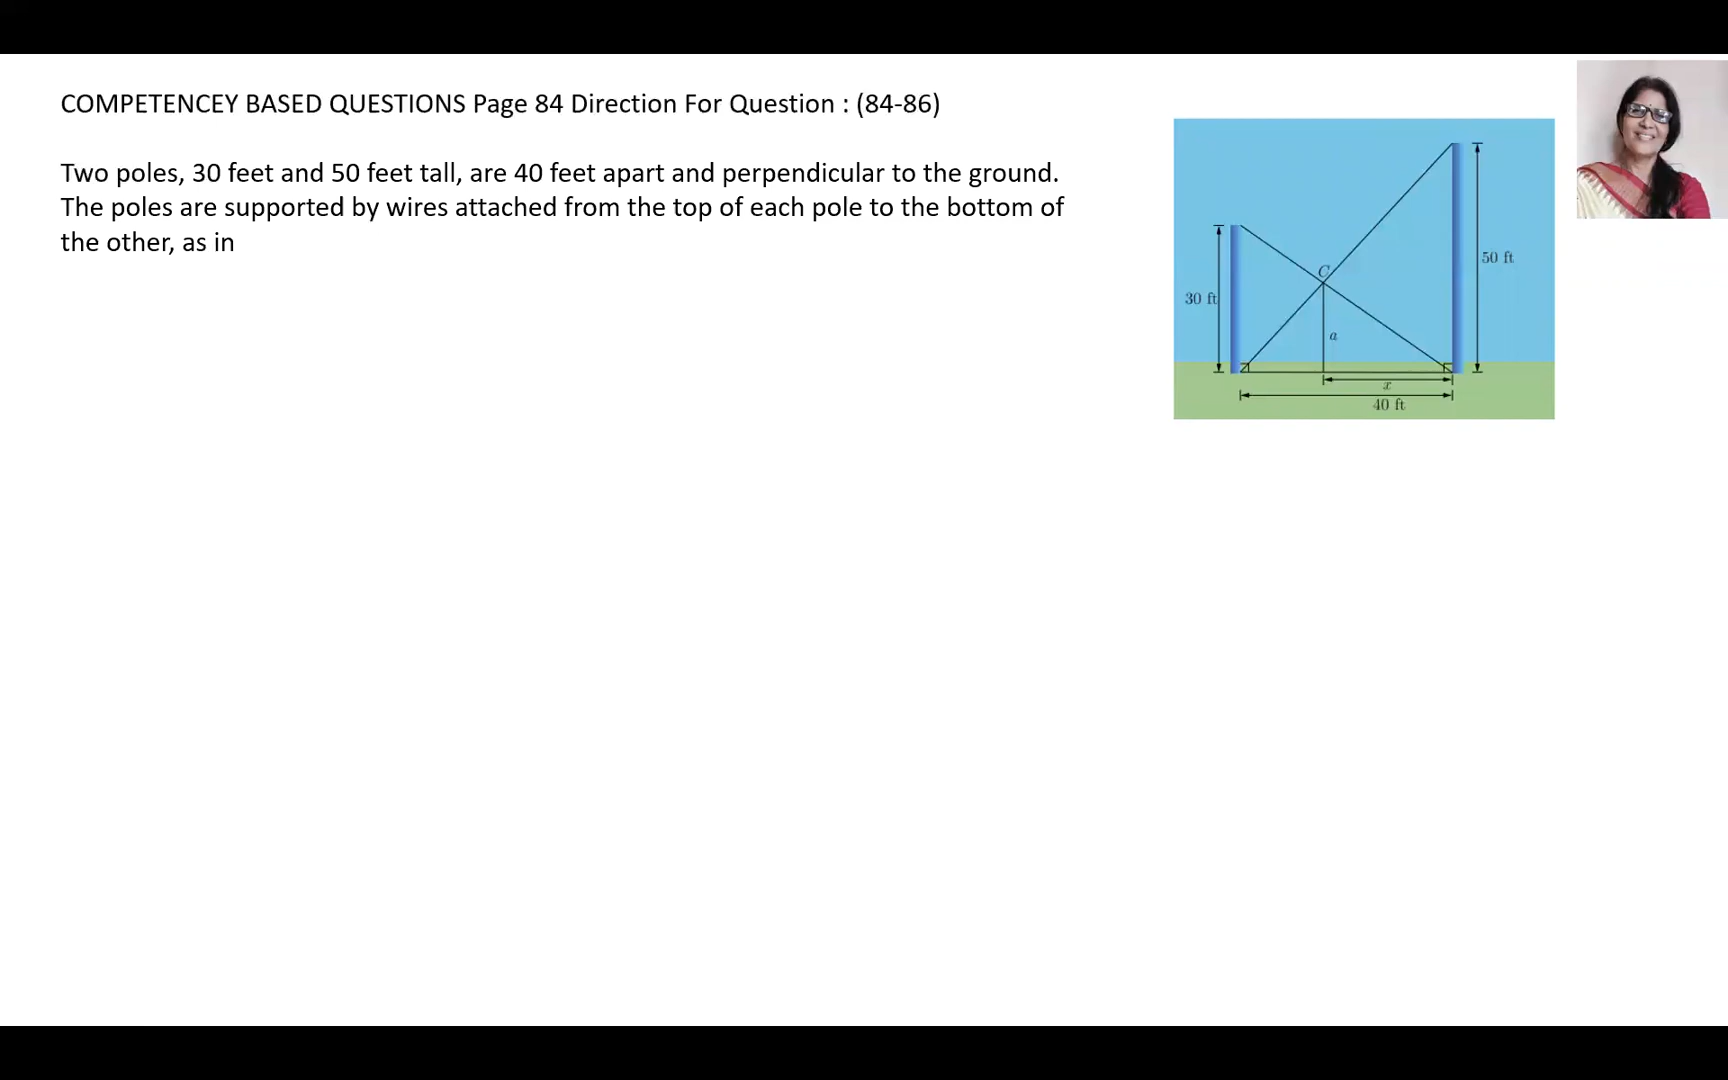 COMPETENCEY BASED QUESTIONS Page 84 Direction For Question : (84-86)
Two poles, 30 feet and 50 feet tall, are 40 feet apart and perpendicular to the ground.
The poles are supported by wires attached from the top of each pole to the bottom of
the other, as in
C
50 ft
30 ft
a
x
40 ft